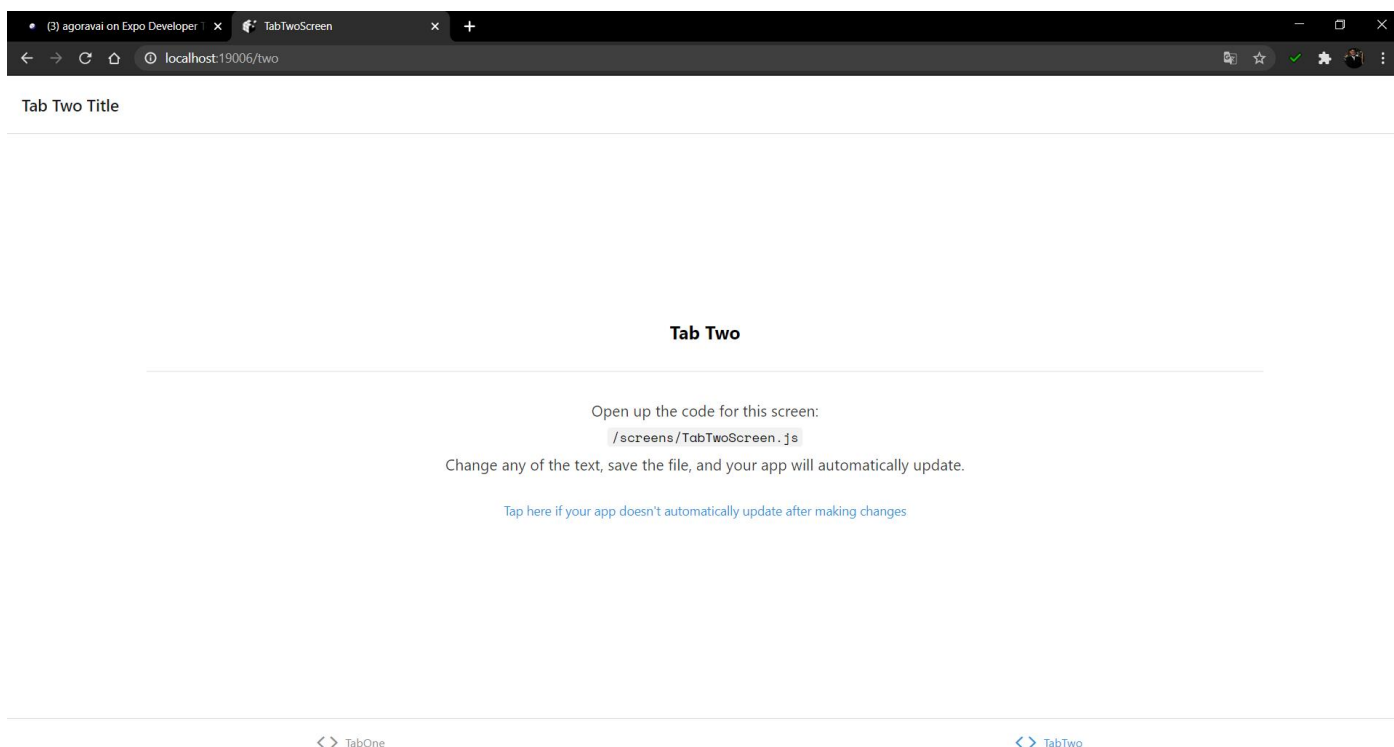 (3) agoravai on Expo Developer T
TabTwoScreen
localhost:19006/two
Tab Two Title
Tab Two
Open up the code for this screen:
/screens/TabTwoScreen.js
Change any of the text, save the file, and your app will automatically update.
Tap here if your app doesn't automatically update after making changes
TabOne
TabTwo